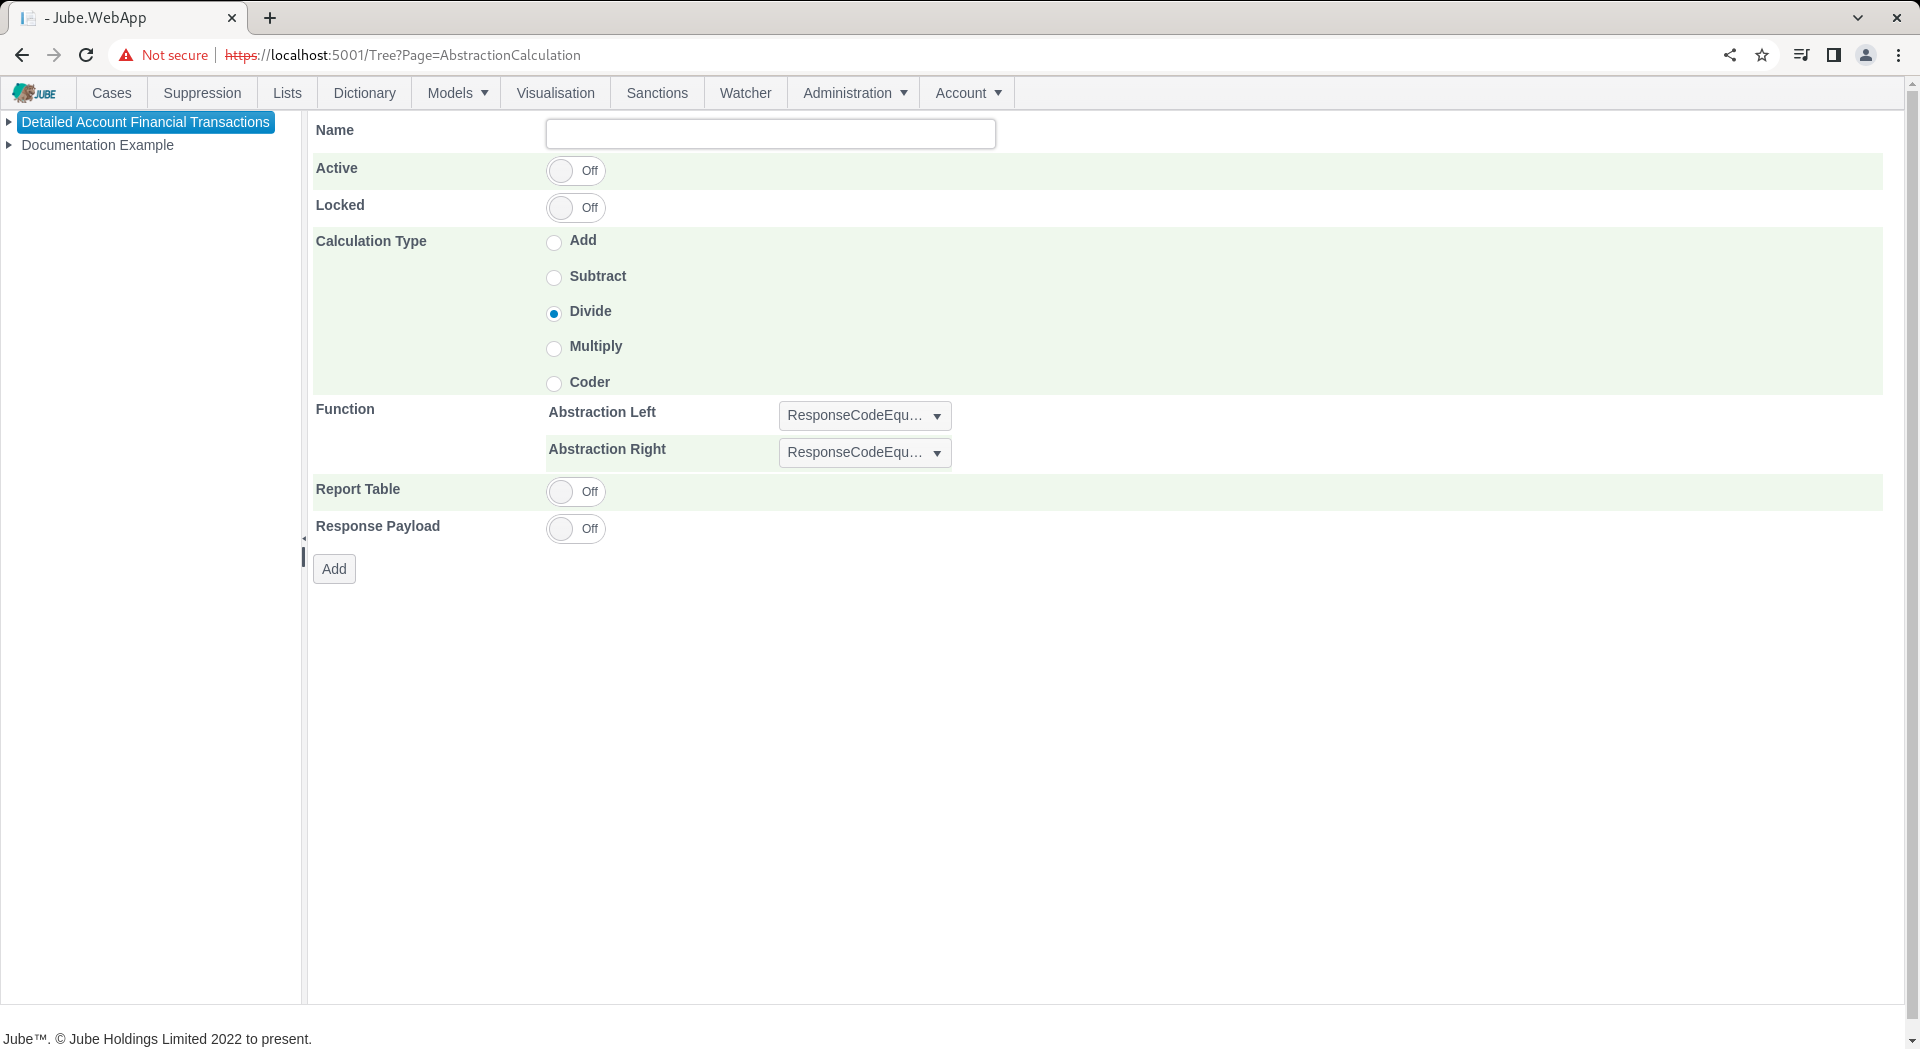 - Jube.WebApp
Not secure https://localhost:5001/Tree?Page=AbstractionCalculation
JUBE Cases Suppression Lists Dictionary Models Visualisation Sanctions Watcher Administration Account
Detailed Account Financial Transactions
Documentation Example
Name
Active Off
Locked Off
Calculation Type Add
Subtract
Divide
Multiply
Coder
Function Abstraction Left ResponseCodeEqu...
Abstraction Right ResponseCodeEqu...
Report Table Off
Response Payload Off
Add
Jube™. © Jube Holdings Limited 2022 to present.